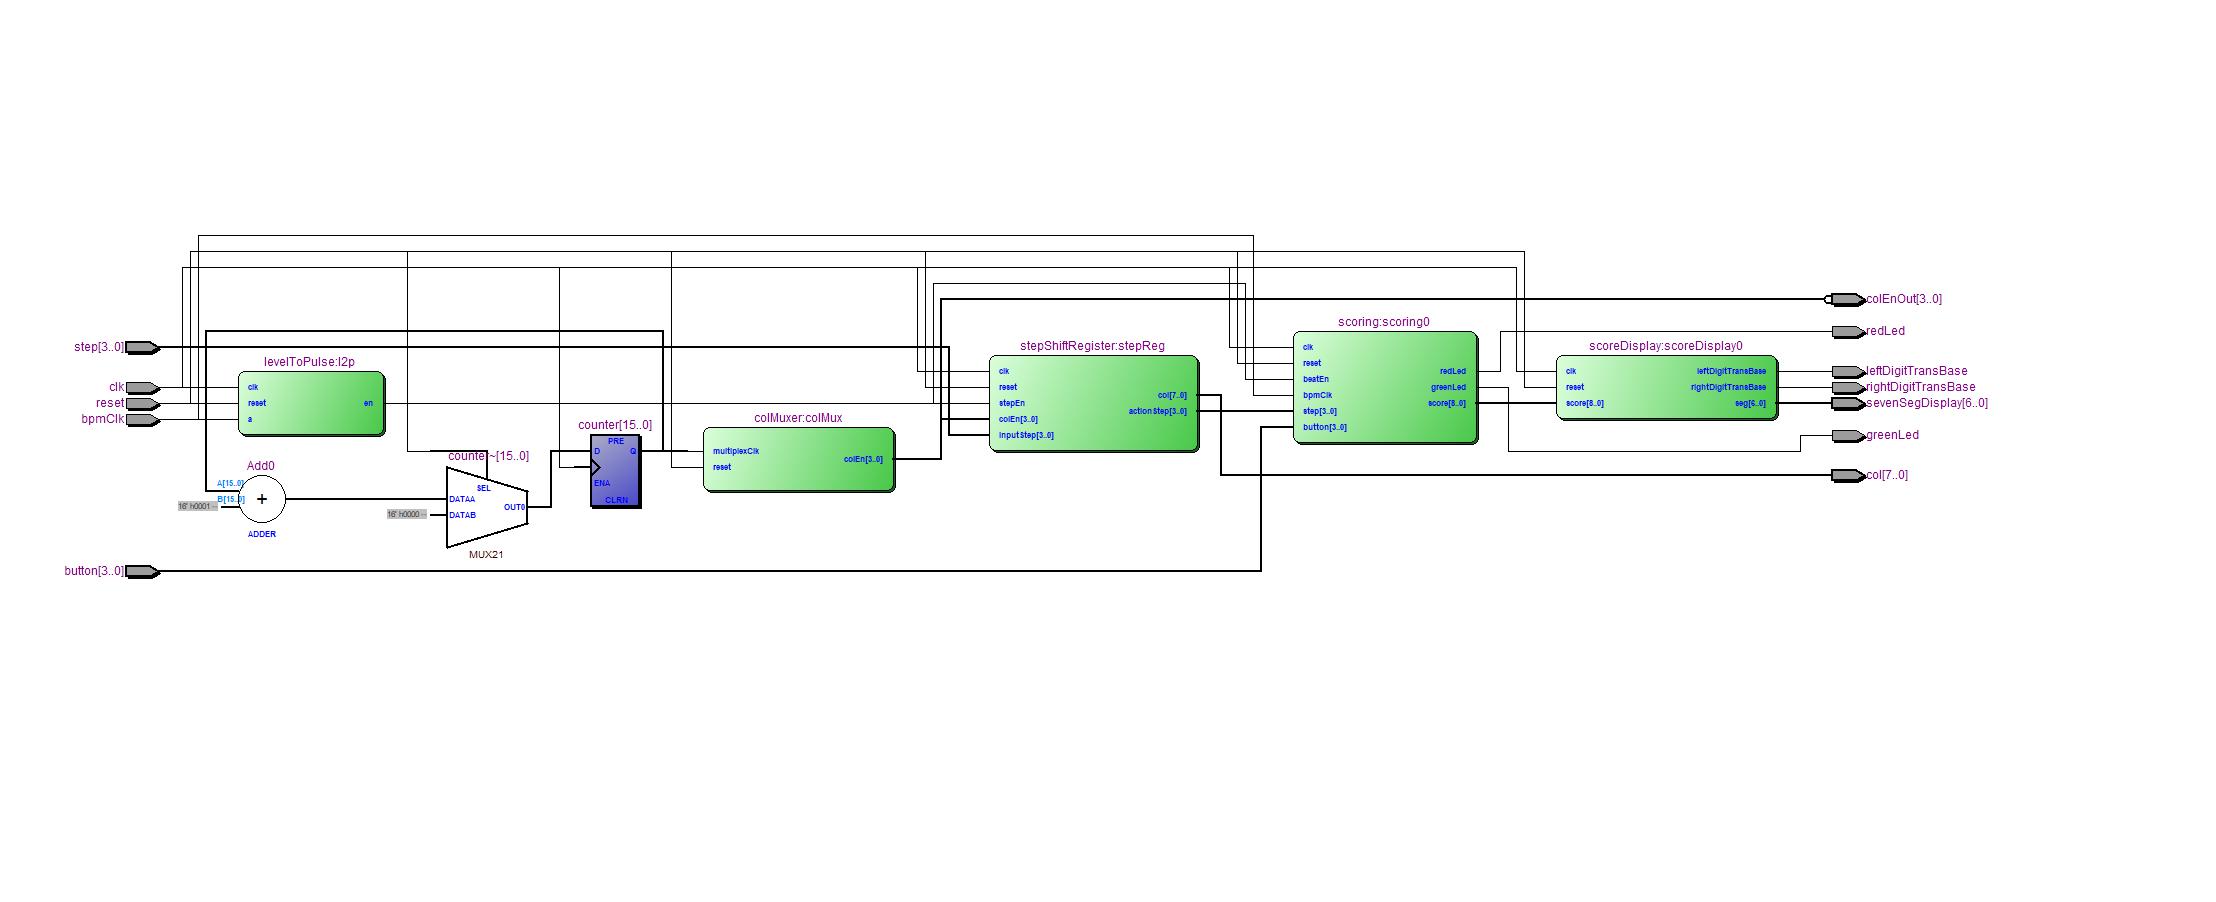 step[3..0]
clk
reset
bpmClk
button[3..0]
levelToPulse:l2p
clk
reset
a
en
Add0
A[15..0]
B[15..0]
16' h0001 --
ADDER
counter~[15..0]
SEL
DATAA
DATAB
OUT0
16' h0000 --
MUX21
counter[15..0]
PRE
D
Q
ENA
CLRN
colMuxer:colMux
multiplexClk
reset
colEn[3..0]
stepShiftRegister:stepReg
clk
reset
stepEn
colEn[3..0]
inputStep[3..0]
col[7..0]
actionStep[3..0]
scoring:scoring0
clk
reset
beatEn
bpmClk
step[3..0]
button[3..0]
redLed
greenLed
score[8..0]
scoreDisplay:scoreDisplay0
clk
reset
score[8..0]
leftDigitTransBase
rightDigitTransBase
seg[6..0]
colEnOut[3..0]
redLed
leftDigitTransBase
rightDigitTransBase
sevenSegDisplay[6..0]
greenLed
col[7..0]